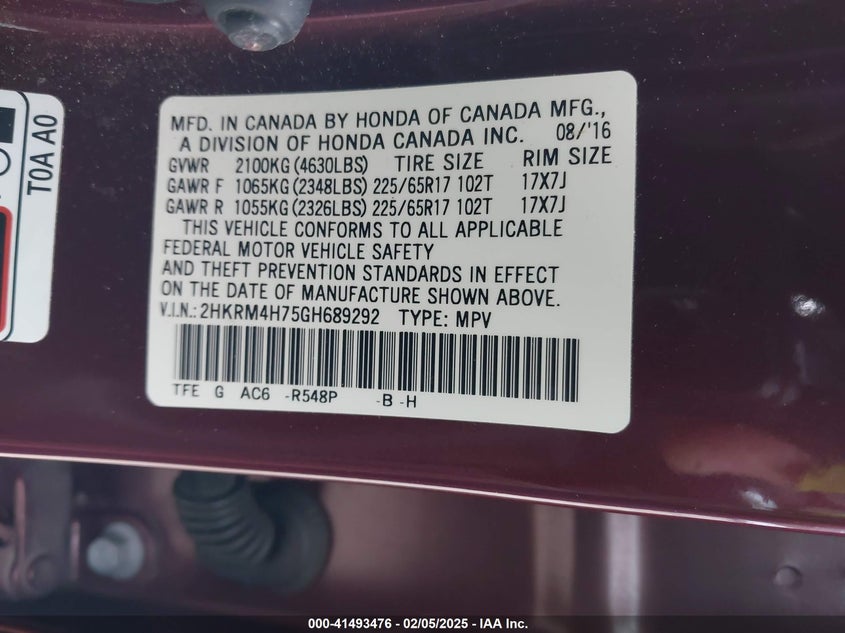 MFD. IN CANADA BY HONDA OF CANADA MFG.,
A DIVISION OF HONDA CANADA INC. 08/'16
GVWR 2100KG(4630LBS) TIRE SIZE RIM SIZE
GAWR F 1065KG(2348LBS) 225/65R17 102T 17X7J
GAWR R 1055KG(2326LBS) 225/65R17 102T 17X7J
THIS VEHICLE CONFORMS TO ALL APPLICABLE
FEDERAL MOTOR VEHICLE SAFETY
AND THEFT PREVENTION STANDARDS IN EFFECT
ON THE DATE OF MANUFACTURE SHOWN ABOVE.
V.I.N.: 2HKRM4H75GH689292 TYPE: MPV
TFE G AC6 -R548P -B -H
T0A A0
000-41493476 - 02/05/2025 - IAA Inc.